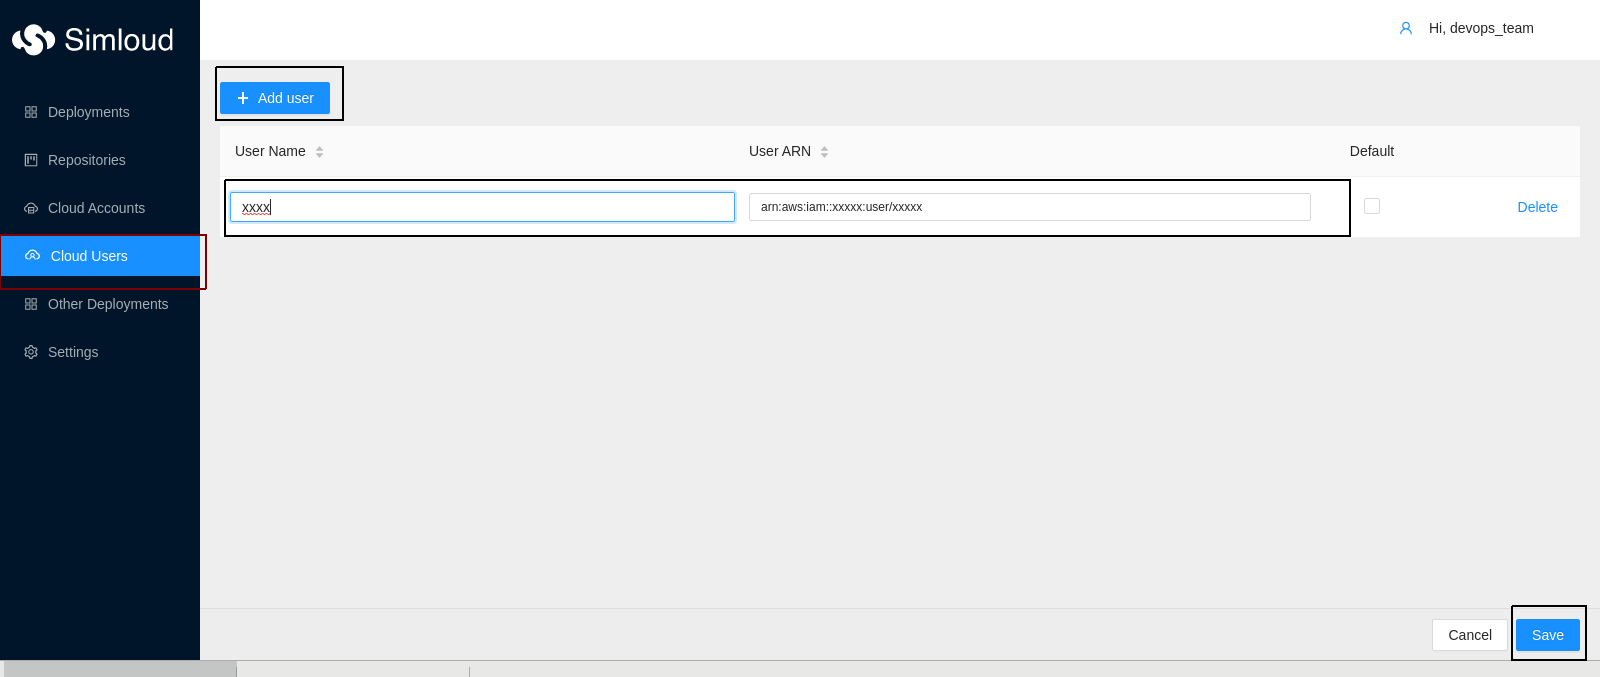 Simloud
Hi, devops_team
Deployments
Repositories
Cloud Accounts
Cloud Users
Other Deployments
Settings
Add user
User Name User ARN Default
xxxx arn:aws:iam::xxxxx:user/xxxxx Delete
Cancel Save